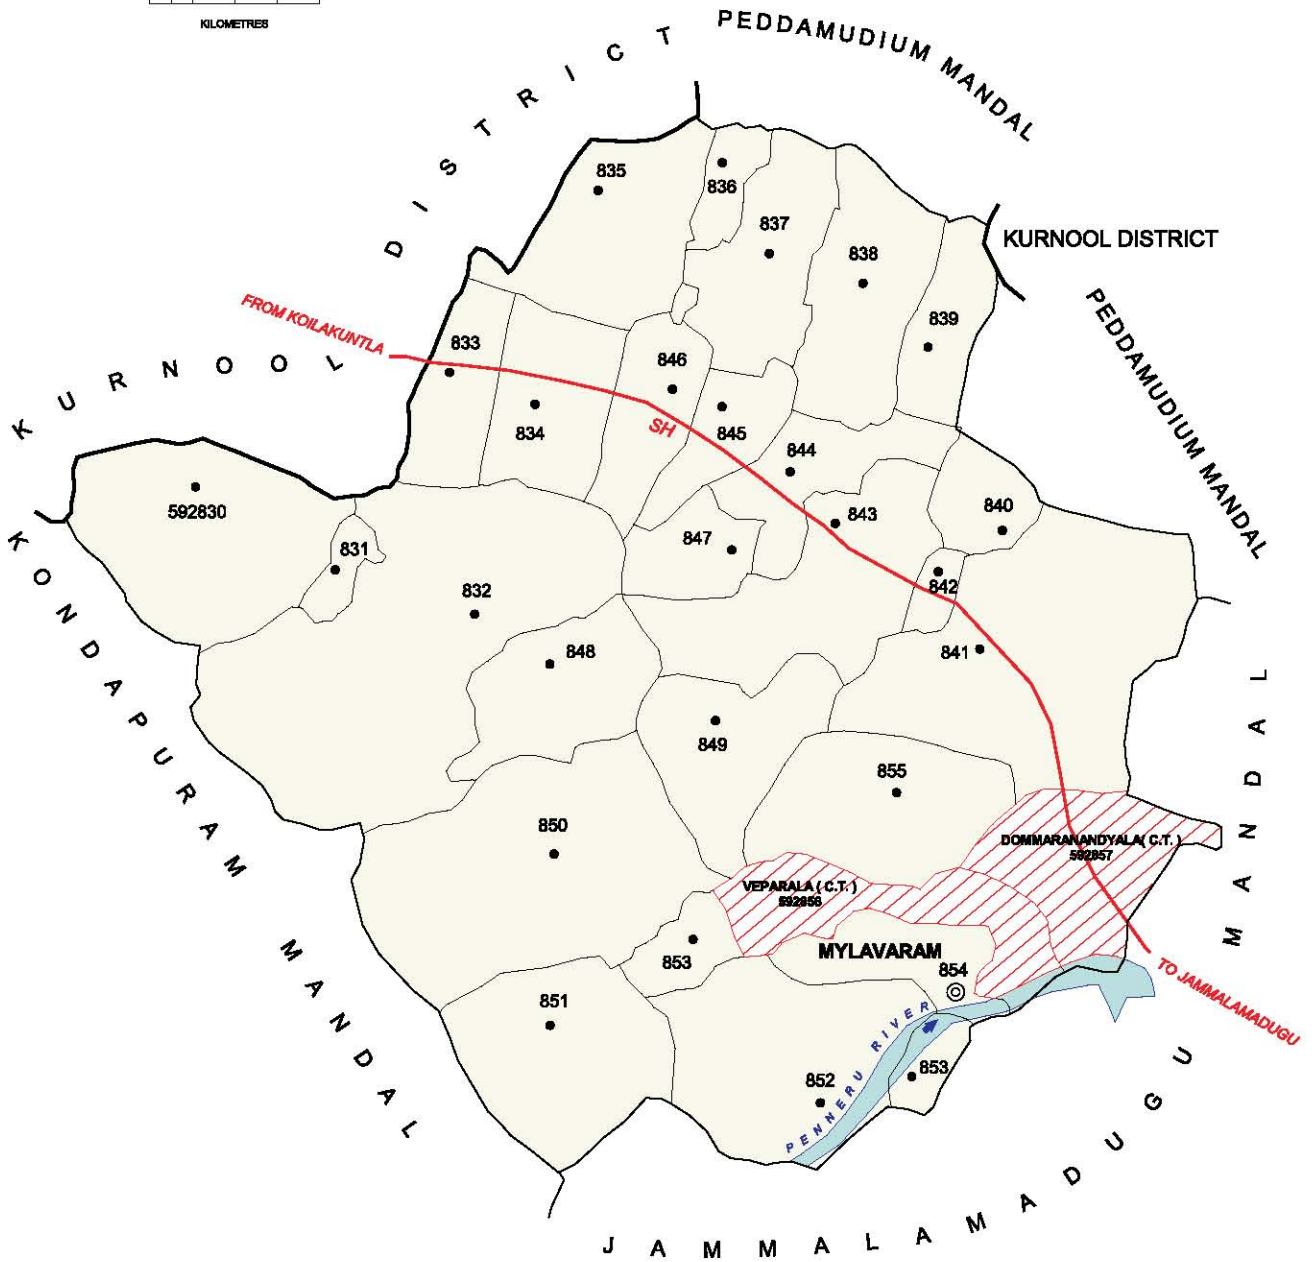 KILOMETRES
PEDDAMUDIUM MANDAL
KURNOOL DISTRICT
KURNOOL DISTRICT
PEDDAMUDIUM MANDAL
835
836
837
838
839
FROM KOILAKUNTLA
833
846
834
SH
845
844
592830
831
847
843
840
842
832
848
841
849
855
850
DOMMARANANDYALA( C.T. )
592857
VEPARALA ( C.T. )
592856
MYLAVARAM
853
854
851
TO JAMMALAMADUGU
PENNERU RIVER
852
853
KONDAPURAM MANDAL
JAMMALAMADUGU MANDAL